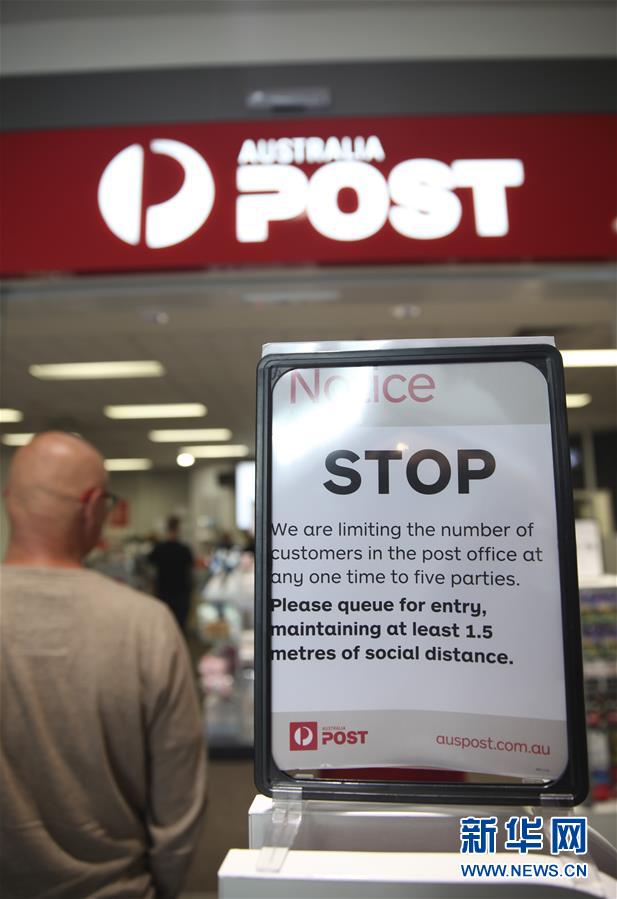 AUSTRALIA
POST
Notice
STOP
We are limiting the number of
customers in the post office at
any one time to five parties.
Please queue for entry,
maintaining at least 1.5
metres of social distance.
AUSTRALIA
POST
auspost.com.au
新华网
WWW.NEWS.CN